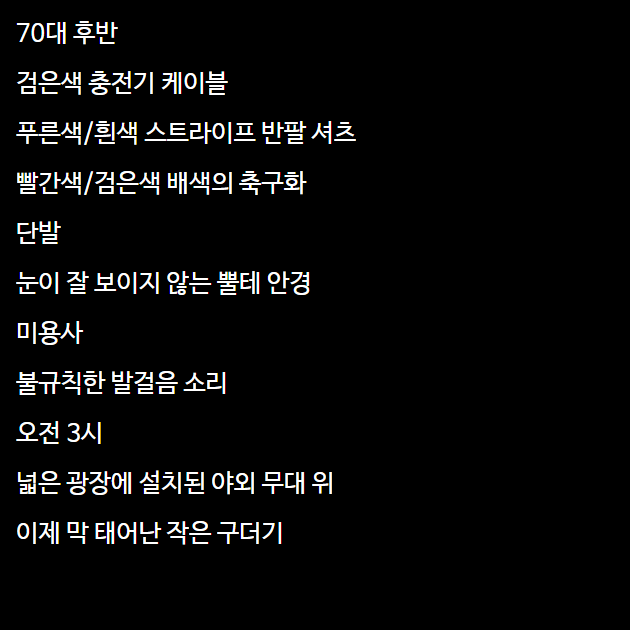 70대 후반
검은색 충전기 케이블
푸른색/흰색 스트라이프 반팔 셔츠
빨간색/검은색 배색의 축구화
단발
눈이 잘 보이지 않는 뿔테 안경
미용사
불규칙한 발걸음 소리
오전 3시
넓은 광장에 설치된 야외 무대 위
이제 막 태어난 작은 구더기